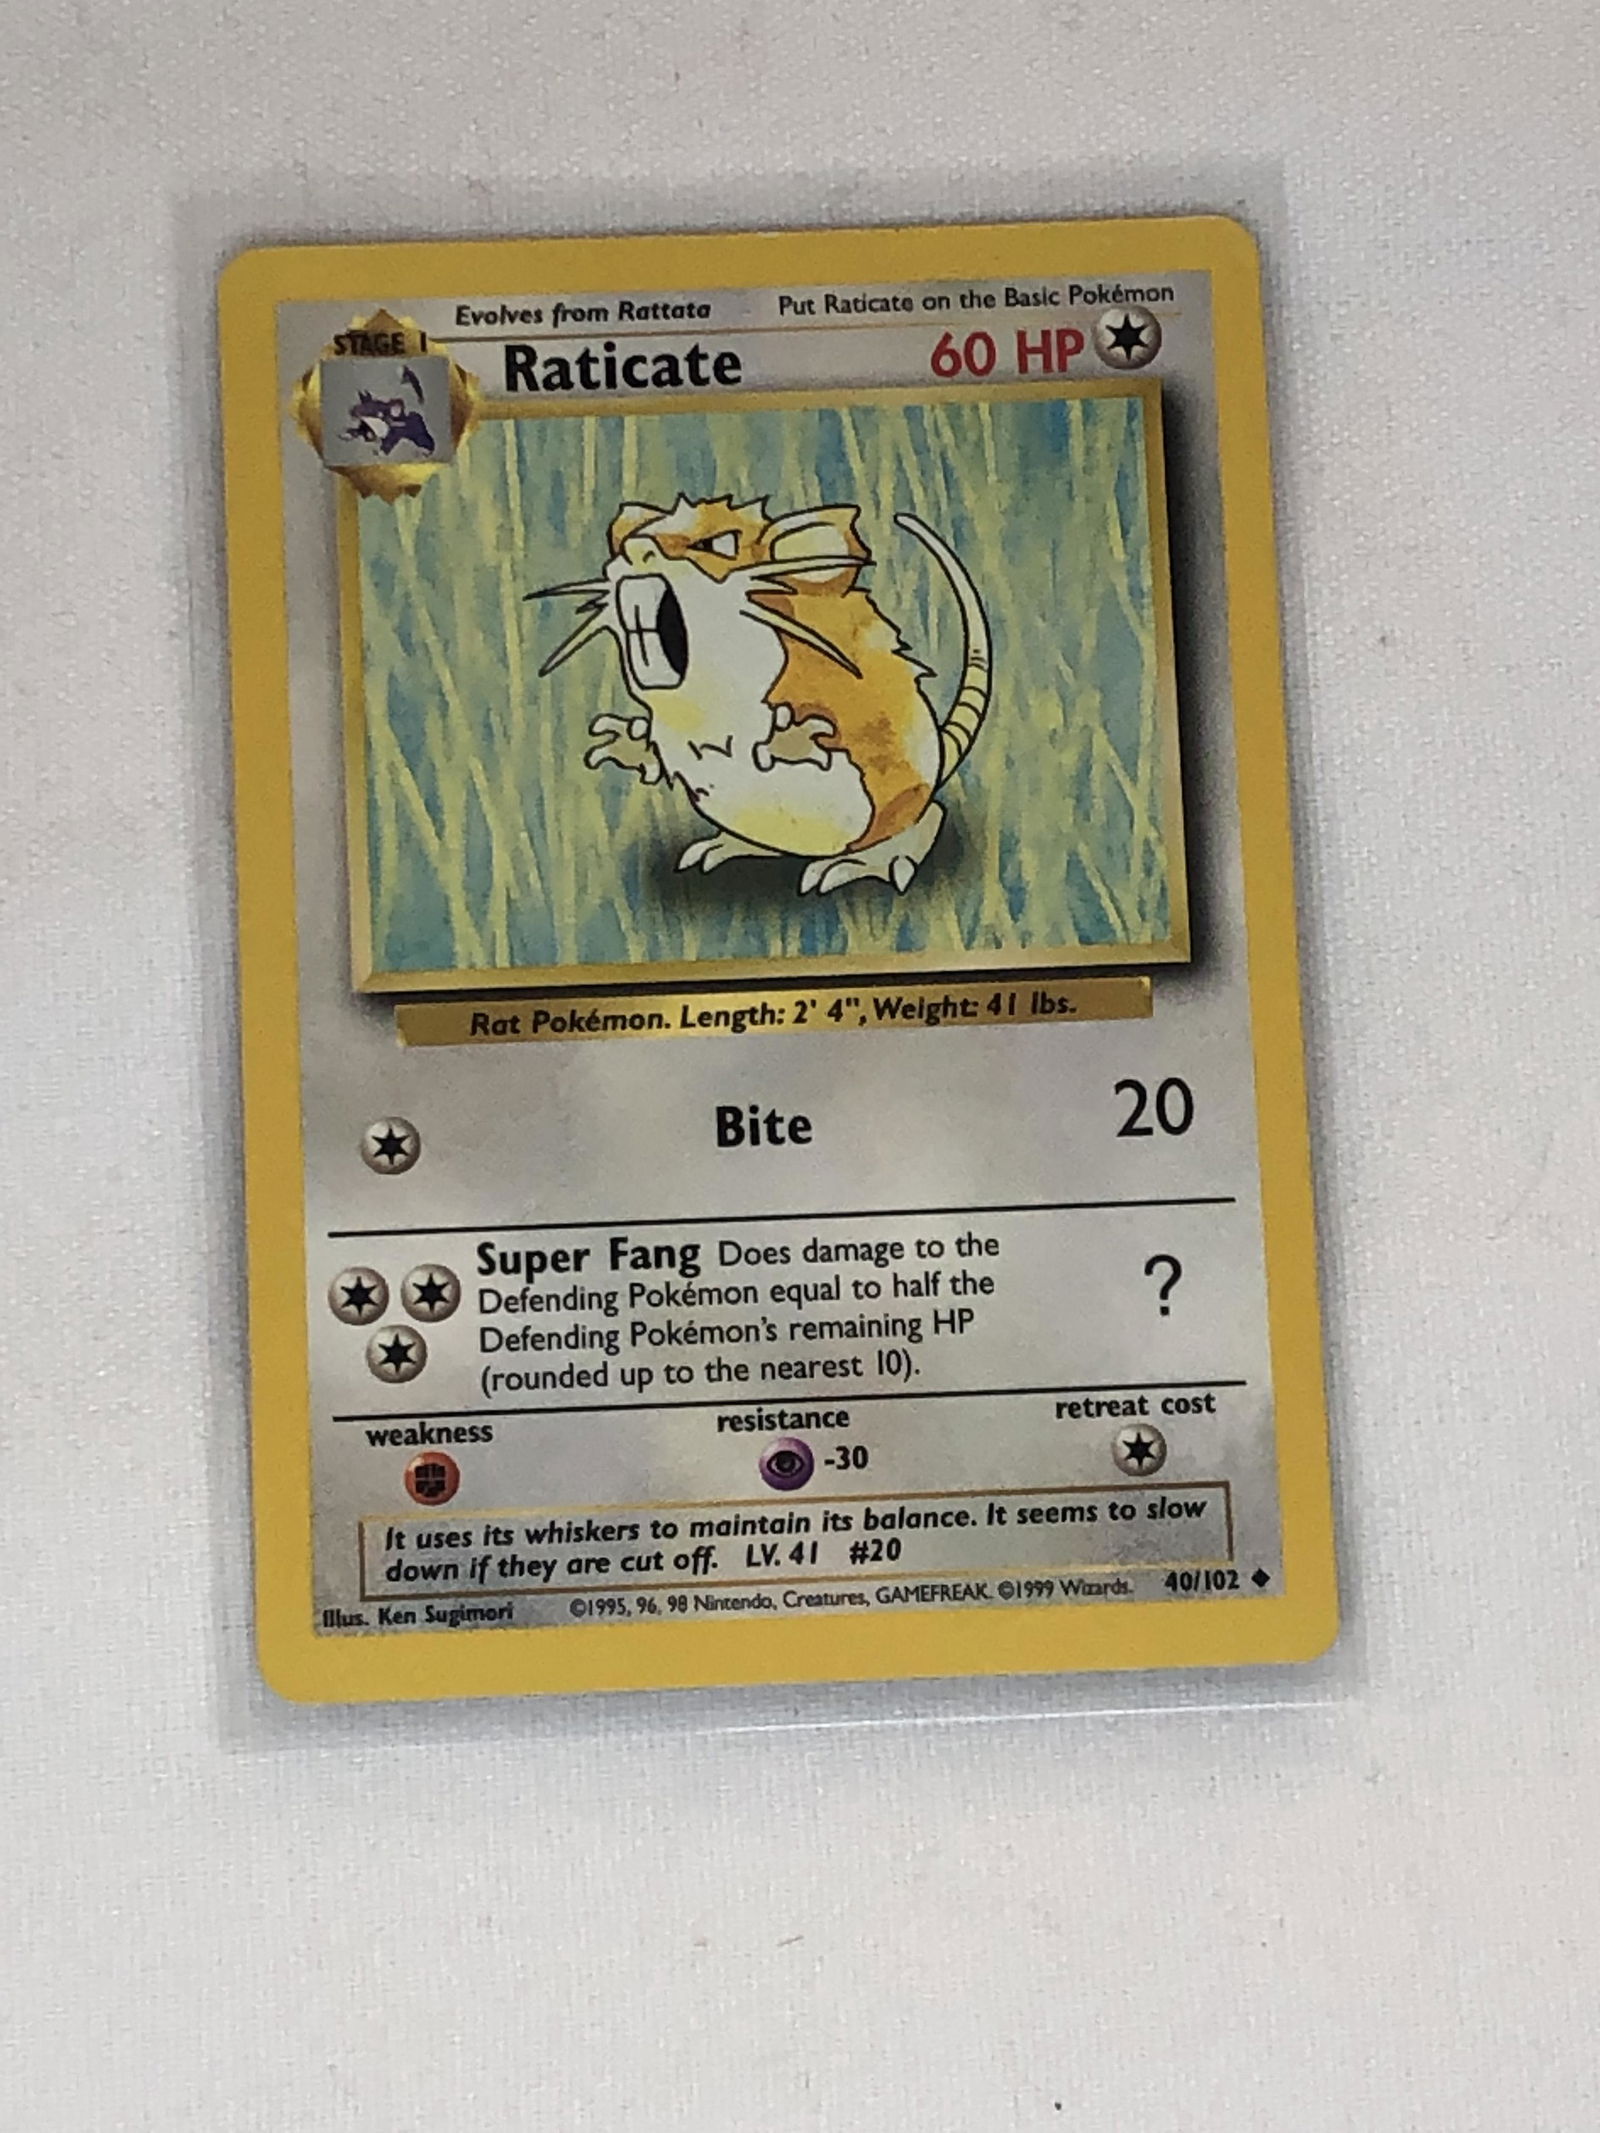 Evolves from Rattata Put Raticate on the Basic Pokémon
STAGE 1
Raticate 60 HP
Rat Pokémon. Length: 2' 4", Weight: 41 lbs.
Bite 20
Super Fang Does damage to the
Defending Pokémon equal to half the
Defending Pokémon's remaining HP
(rounded up to the nearest 10).
?
weakness resistance retreat cost
-30
It uses its whiskers to maintain its balance. It seems to slow
down if they are cut off. LV. 41 #20
Illus. Ken Sugimori ©1995, 96, 98 Nintendo, Creatures, GAMEFREAK. ©1999 Wizards. 40/102